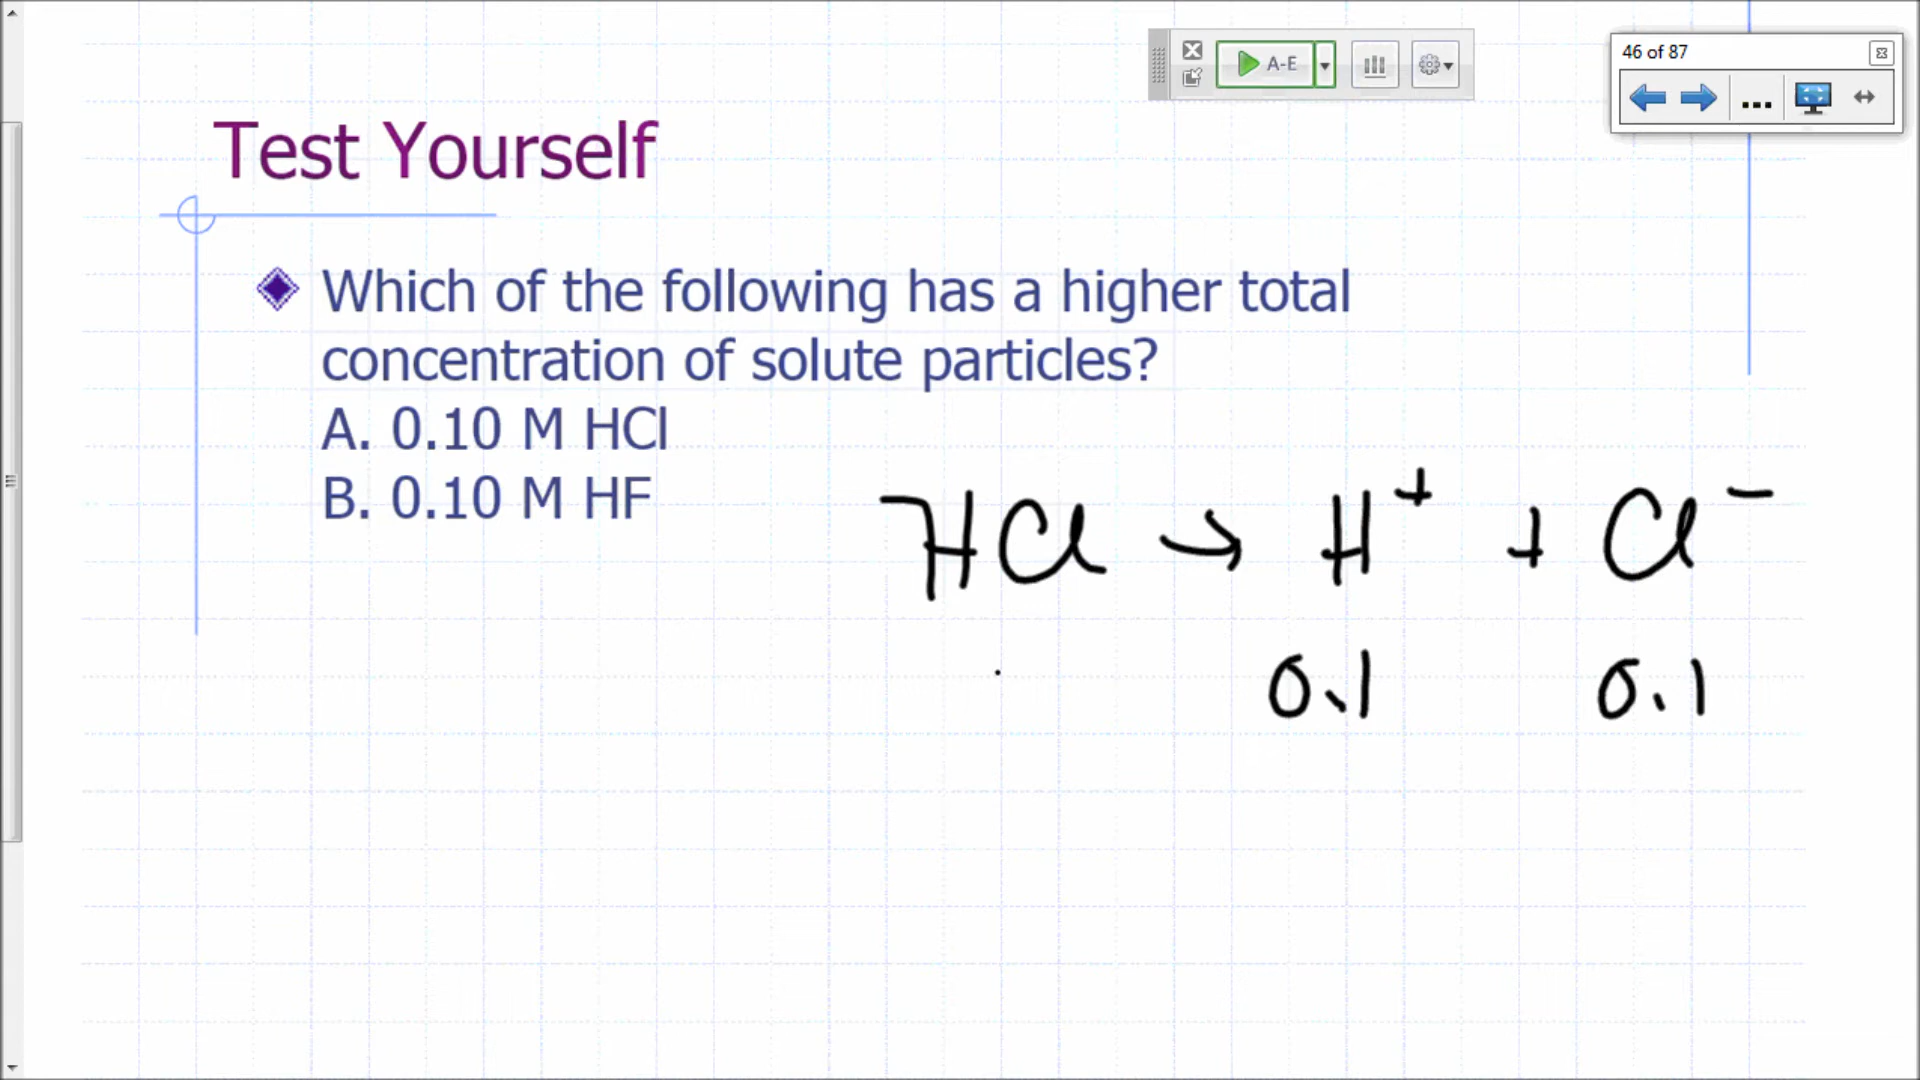 A-E
46 of 87
...
Test Yourself
Which of the following has a higher total
concentration of solute particles?
A. 0.10 M HCl
B. 0.10 M HF
HCl → H⁺ + Cl⁻
0.1 0.1